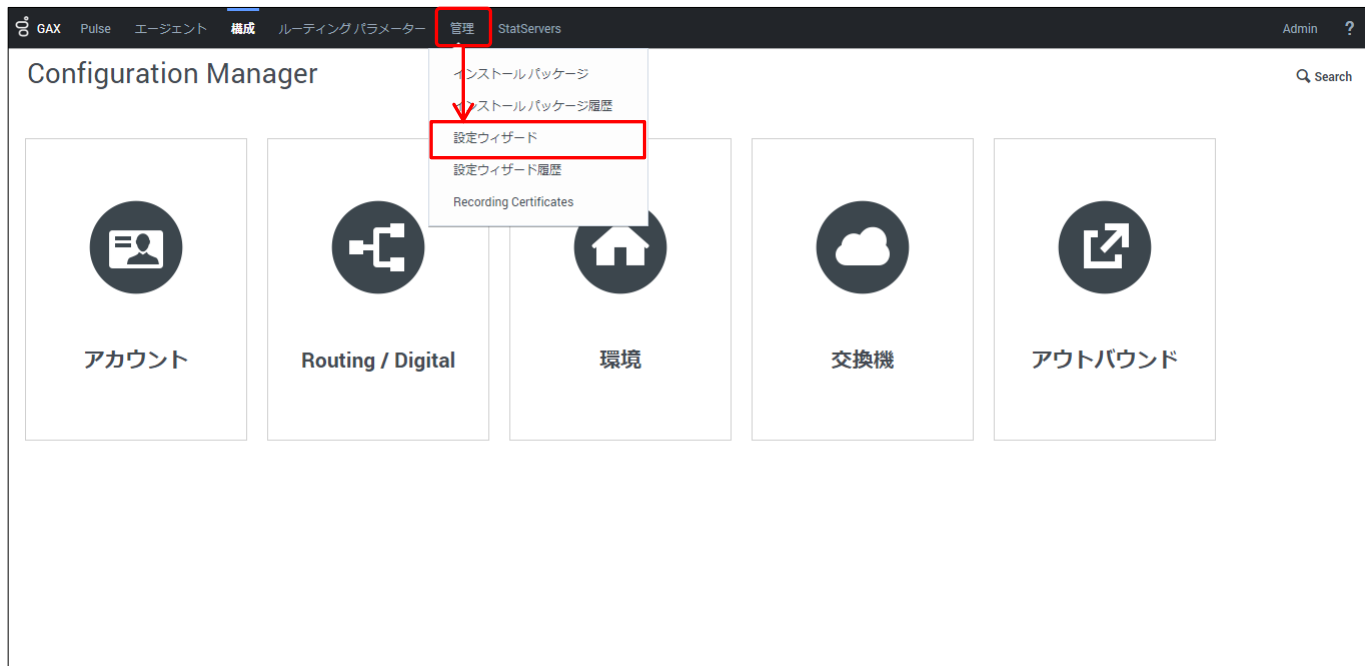 GAX Pulse エージェント 構成 ルーティング パラメーター 管理 StatServers Admin ?
Configuration Manager
Search
インストール パッケージ
インストール パッケージ履歴
設定ウィザード
設定ウィザード履歴
Recording Certificates
アカウント
Routing / Digital
環境
交換機
アウトバウンド